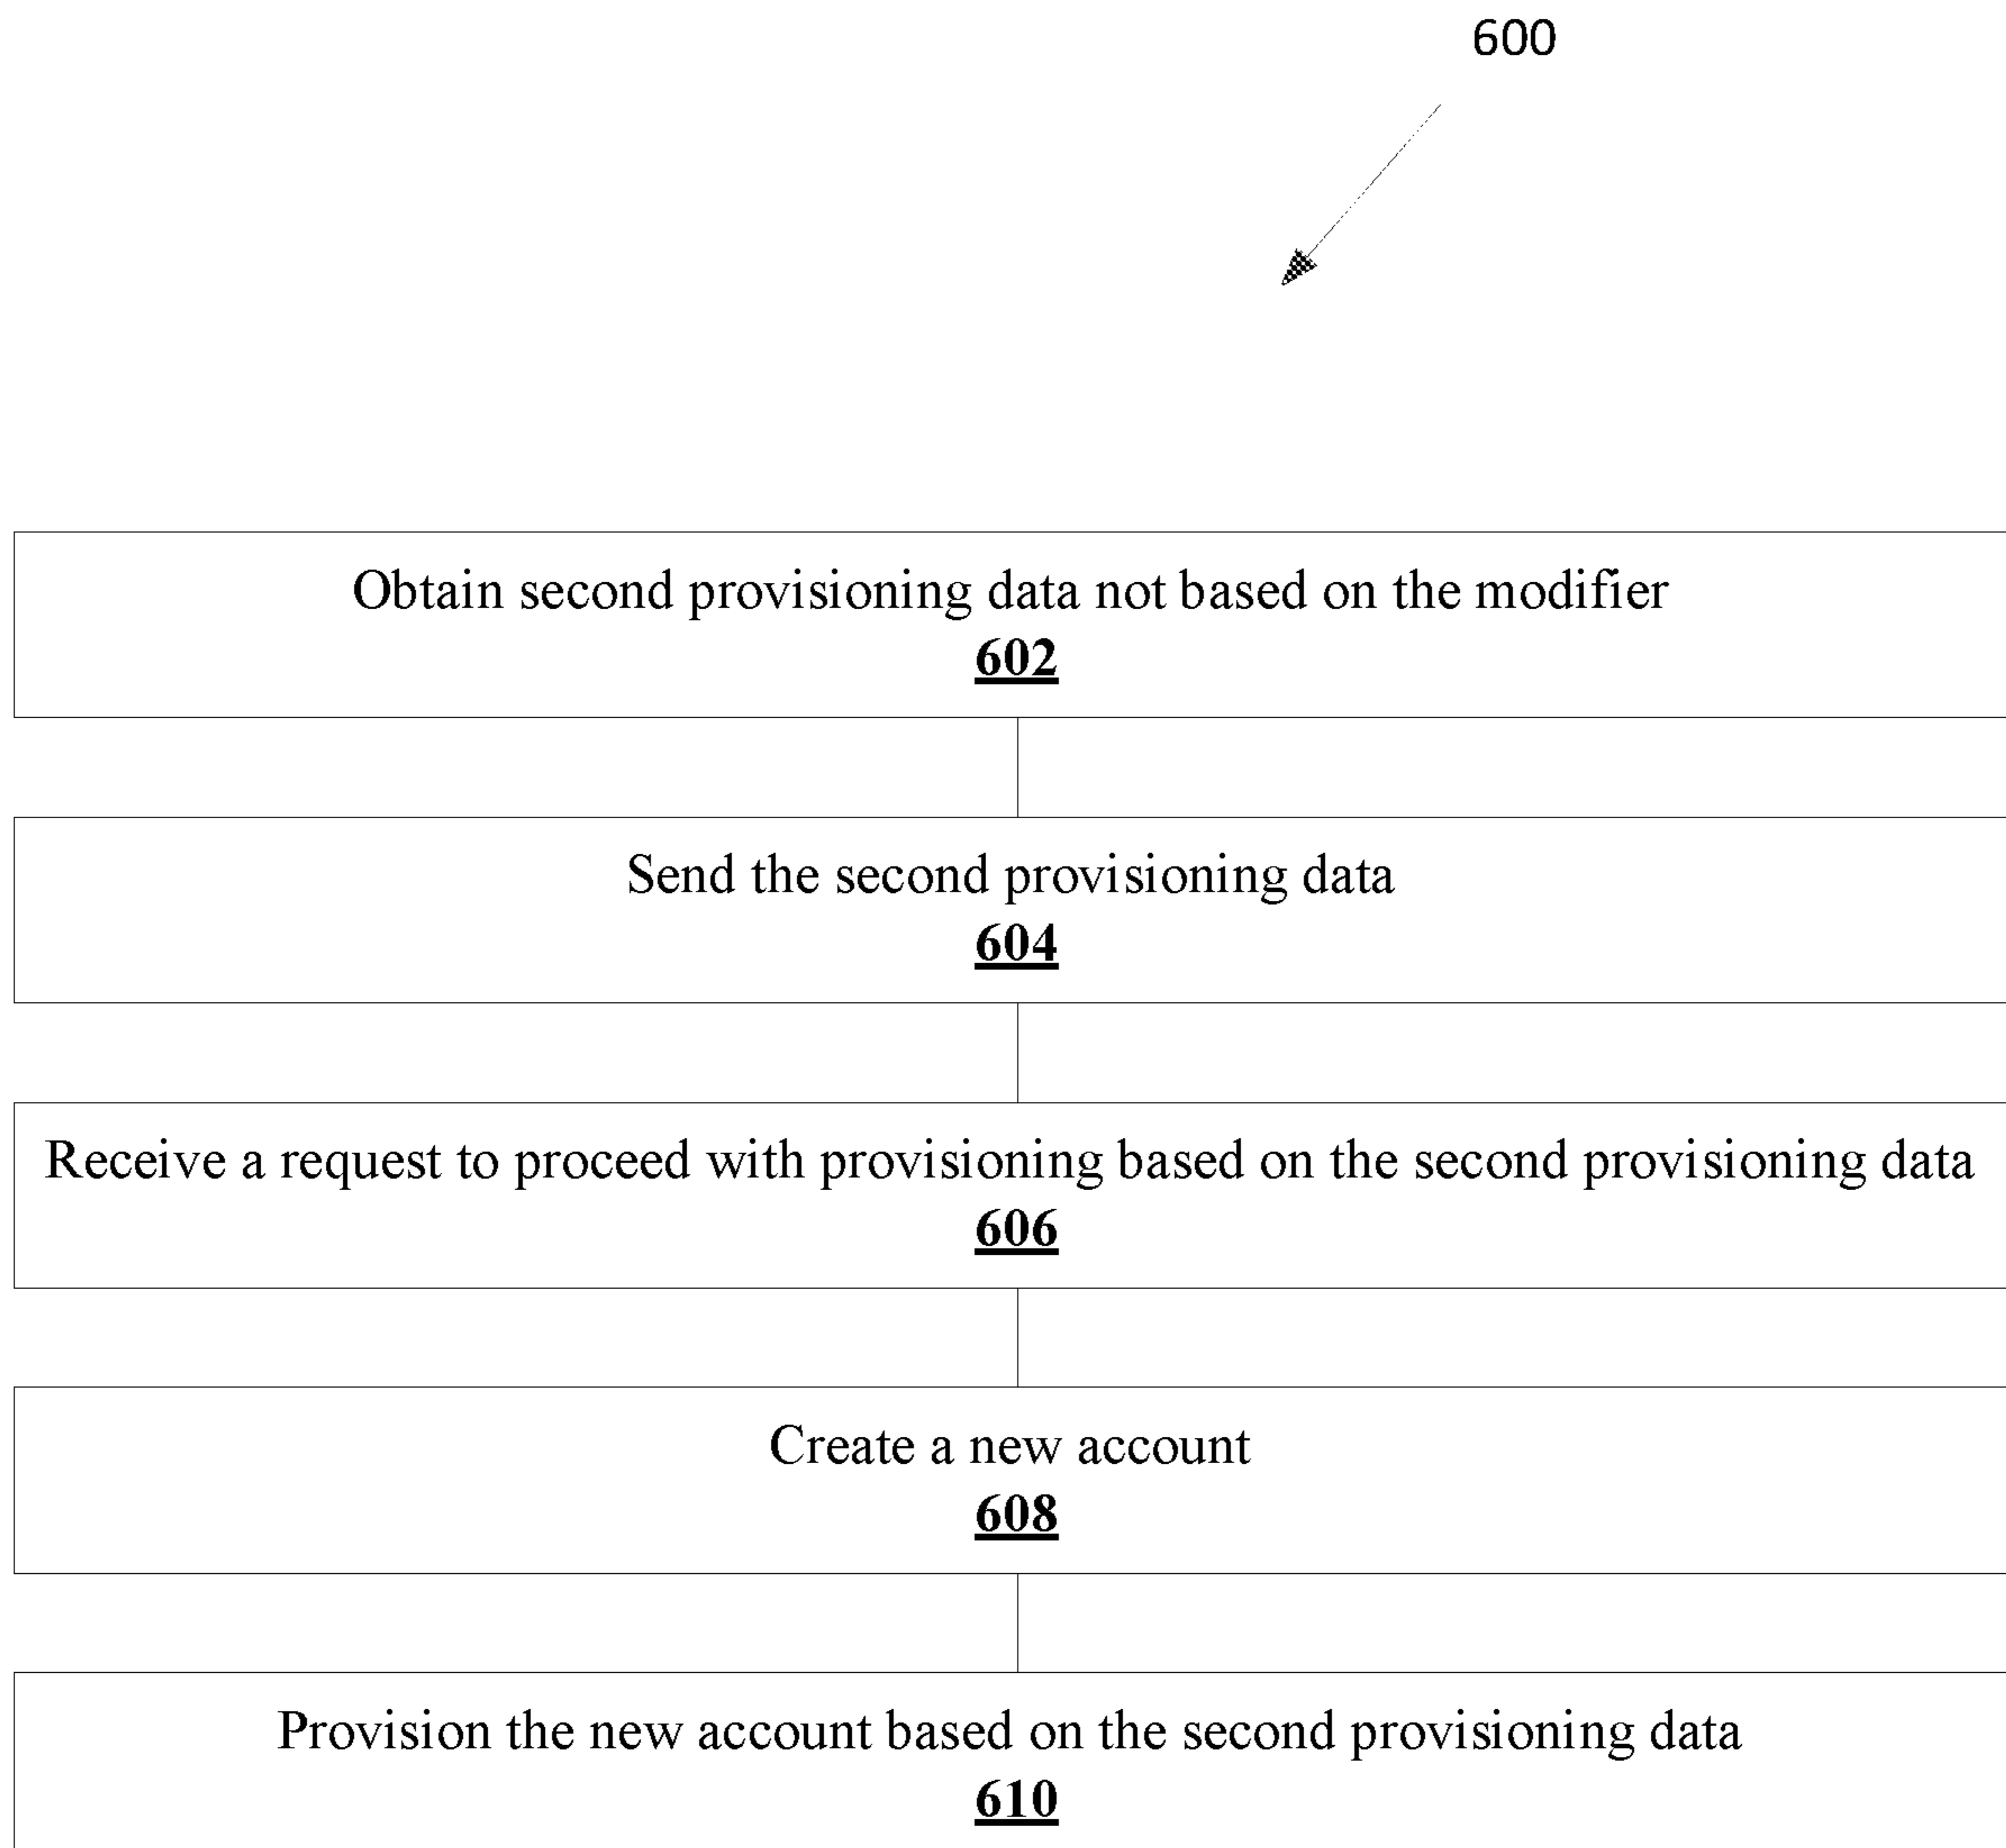 600
Obtain second provisioning data not based on the modifier
602
Send the second provisioning data
604
Receive a request to proceed with provisioning based on the second provisioning data
606
Create a new account
608
Provision the new account based on the second provisioning data
610